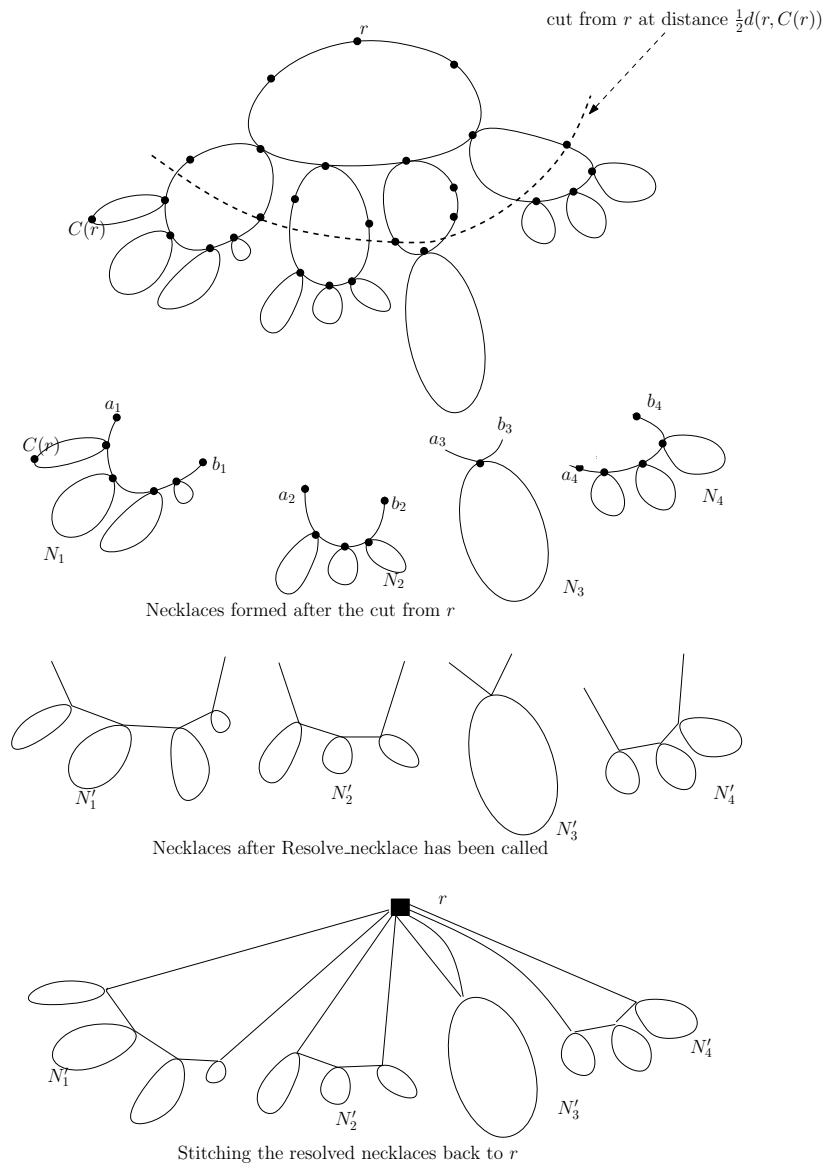 cut from r at distance ½d(r, C(r))
r
C(r)
a₁
C(r)
b₁
N₁
a₂
b₂
N₂
a₃
b₃
N₃
b₄
a₄
N₄
Necklaces formed after the cut from r
N′₁
N′₂
N′₃
N′₄
Necklaces after Resolve_necklace has been called
r
N′₁
N′₂
N′₃
N′₄
Stitching the resolved necklaces back to r